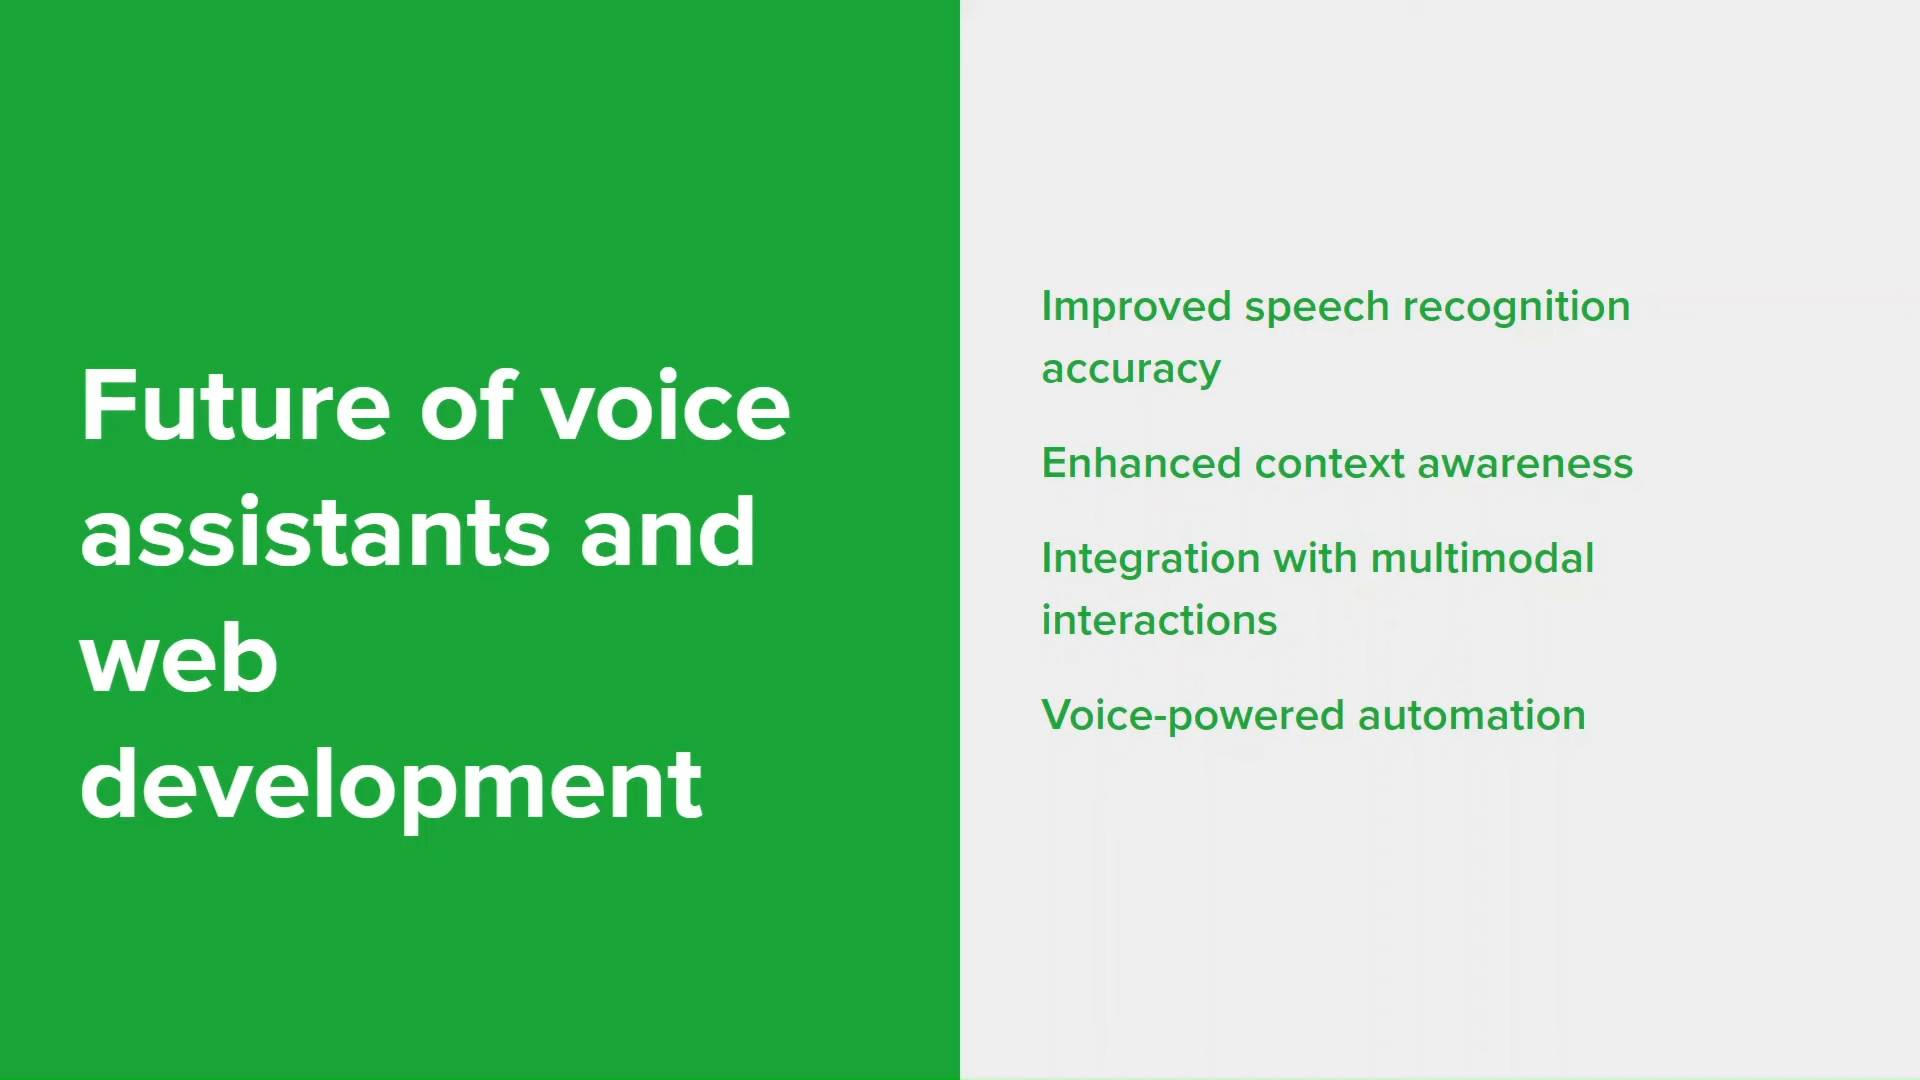 Future of voice
assistants and
web
development
Improved speech recognition
accuracy
Enhanced context awareness
Integration with multimodal
interactions
Voice-powered automation